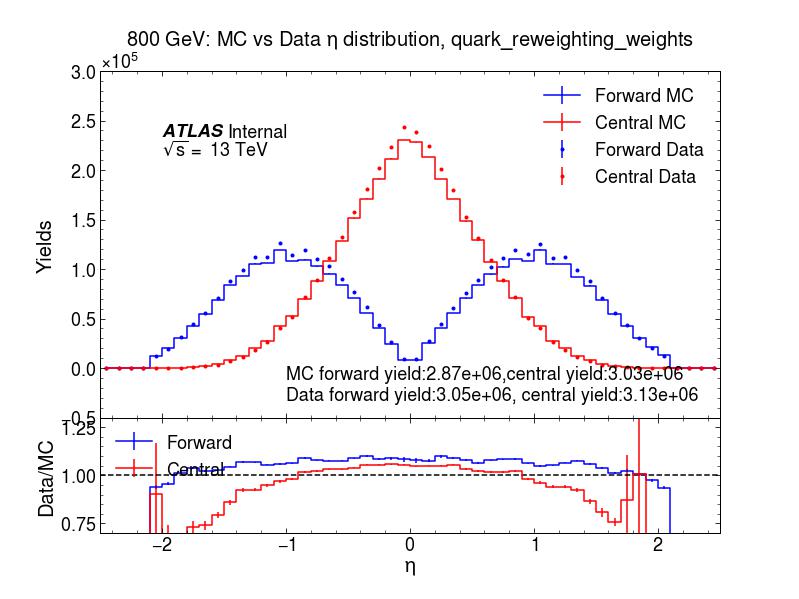 800 GeV: MC vs Data η distribution, quark_reweighting_weights
×10⁵
3.0
2.5
2.0
1.5
1.0
0.5
0.0
0.5
Yields
ATLAS Internal
√s = 13 TeV
Forward MC
Central MC
Forward Data
Central Data
MC forward yield:2.87e+06,central yield:3.03e+06
Data forward yield:3.05e+06, central yield:3.13e+06
1.25
1.00
0.75
Data/MC
Forward
Central
−2 −1 0 1 2
η